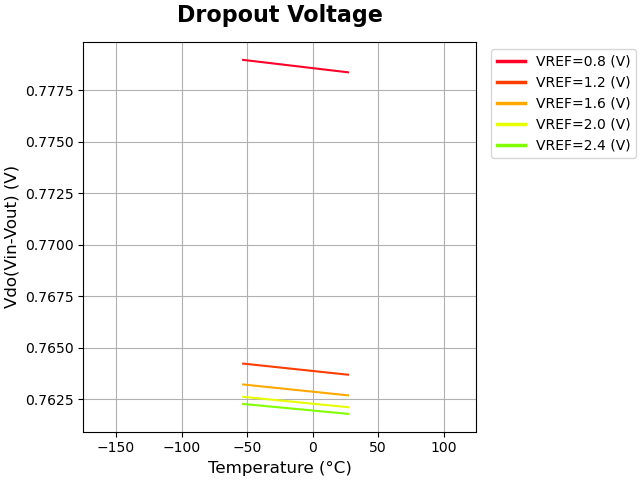 Dropout Voltage
Vdo(Vin-Vout) (V)
0.7775
0.7750
0.7725
0.7700
0.7675
0.7650
0.7625
−150
−100
−50
0
50
100
Temperature (°C)
VREF=0.8 (V)
VREF=1.2 (V)
VREF=1.6 (V)
VREF=2.0 (V)
VREF=2.4 (V)